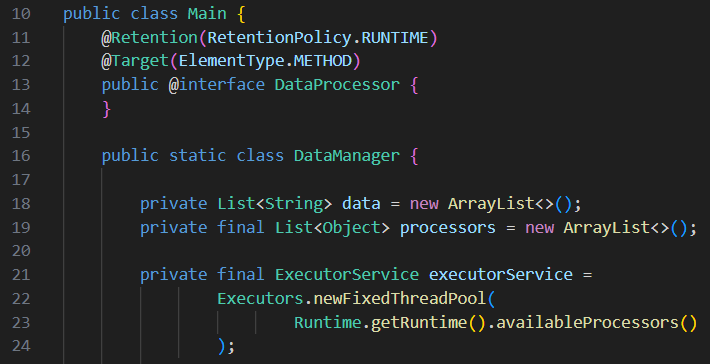 10 public class Main {
11     @Retention(RetentionPolicy.RUNTIME)
12     @Target(ElementType.METHOD)
13     public @interface DataProcessor {
14     }
15
16     public static class DataManager {
17
18         private List<String> data = new ArrayList<>();
19         private final List<Object> processors = new ArrayList<>();
20
21         private final ExecutorService executorService =
22                 Executors.newFixedThreadPool(
23                         Runtime.getRuntime().availableProcessors()
24                 );